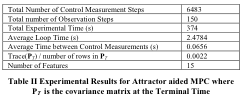 Total Number of Control Measurement Steps 6483
Total number of Observation Steps 150
Total Experimental Time (s) 374
Average Loop Time (s) 2.4784
Average Time between Control Measurements (s) 0.0656
Trace(P_T) / number of rows in P_T 0.0022
Number of Features 15
Table II Experimental Results for Attractor aided MPC where
P_T is the covariance matrix at the Terminal Time